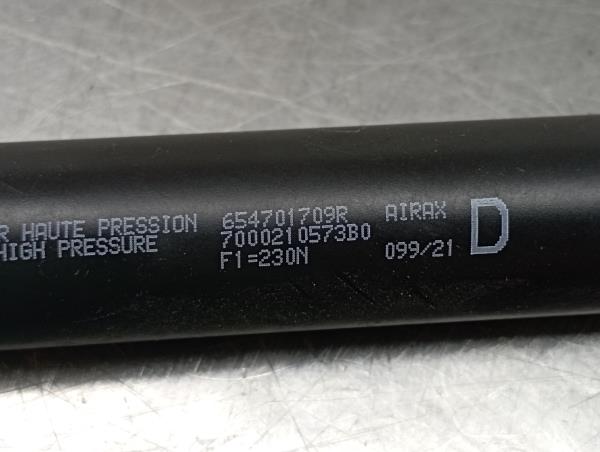 R HAUTE PRESSION 654701709R AIRAX D
HIGH PRESSURE 7000210573B0 099/21
F1=230N